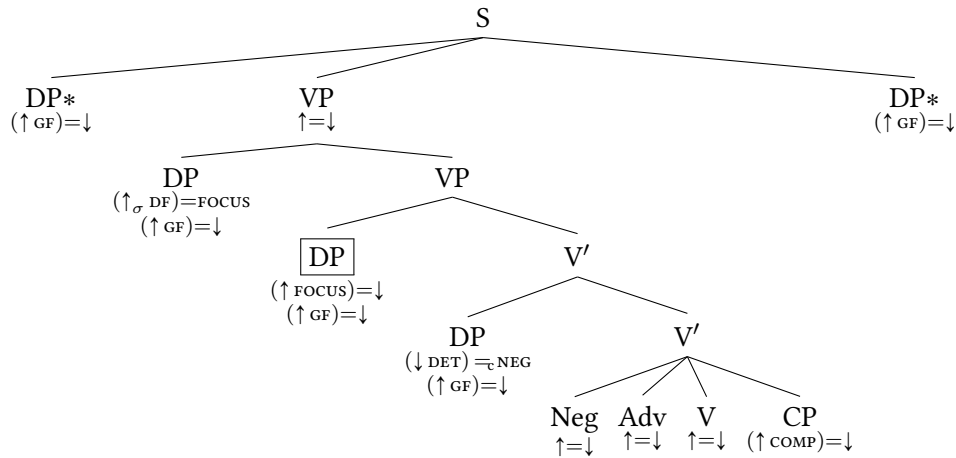 S
DP* VP DP*
(↑ GF)=↓ ↑=↓ (↑ GF)=↓
DP VP
(↑σ DF)=FOCUS
(↑ GF)=↓
DP V′
(↑ FOCUS)=↓
(↑ GF)=↓
DP V′
(↓ DET) =c NEG
(↑ GF)=↓
Neg Adv V CP
↑=↓ ↑=↓ ↑=↓ (↑ COMP)=↓